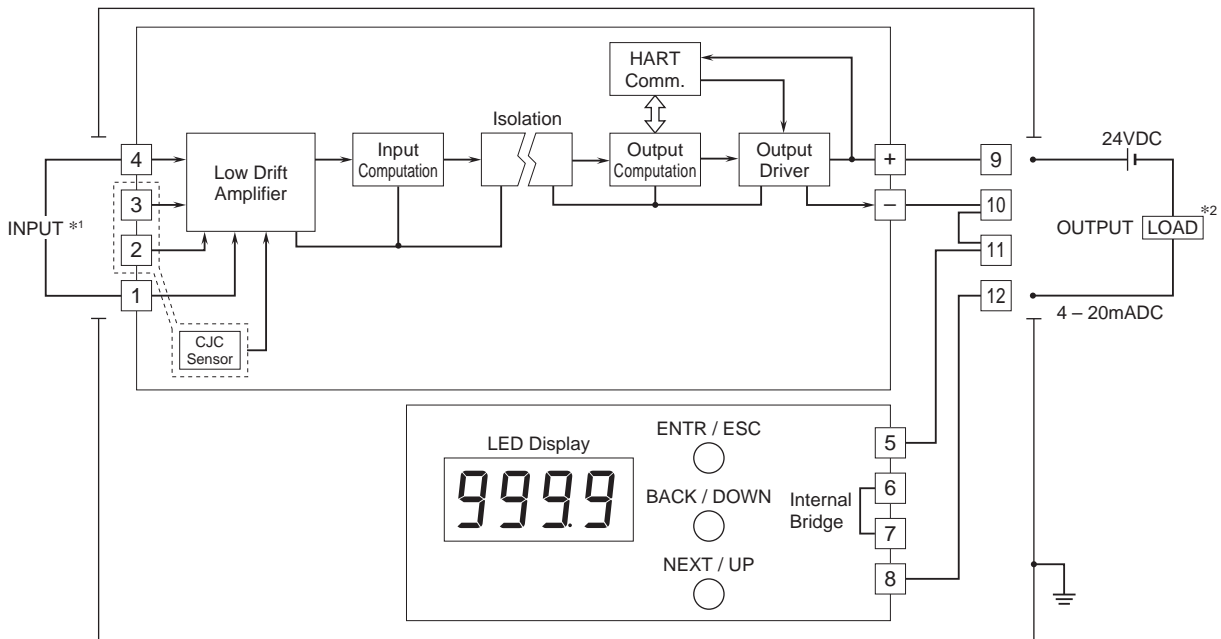 HART
Comm.
Isolation
24VDC
4
Low Drift
Amplifier
Input
Computation
Output
Computation
Output
Driver
+
9
3
−
10
INPUT *1
OUTPUT
LOAD
*2
2
11
1
12
4 – 20mADC
CJC
Sensor
LED Display
ENTR / ESC
5
999.9
6
BACK / DOWN
Internal
Bridge
7
NEXT / UP
8